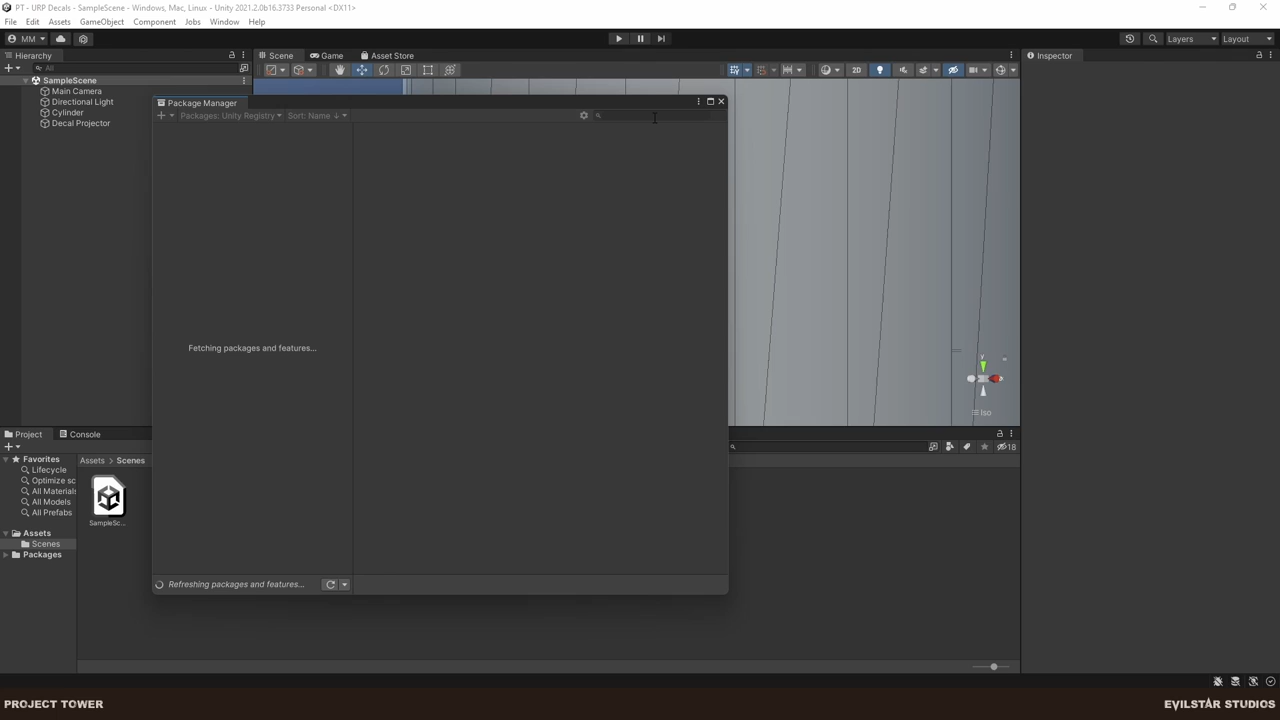 PT - URP Decals - SampleScene - Windows, Mac, Linux - Unity 2021.2.0b16.3733 Personal <DX11>
File Edit Assets GameObject Component Jobs Window Help
MM
Layers
Layout
Hierarchy
Scene
Game
Asset Store
Inspector
All
2D
SampleScene
Main Camera
Directional Light
Cylinder
Decal Projector
Package Manager
Packages: Unity Registry
Sort: Name ↓
Fetching packages and features...
Refreshing packages and features...
y
Iso
Project
Console
18
Favorites
Lifecycle
Optimize sc
All Materials
All Models
All Prefabs
Assets
Scenes
Packages
Assets > Scenes
SampleSc...
PROJECT TOWER
EVILSTAR STUDIOS